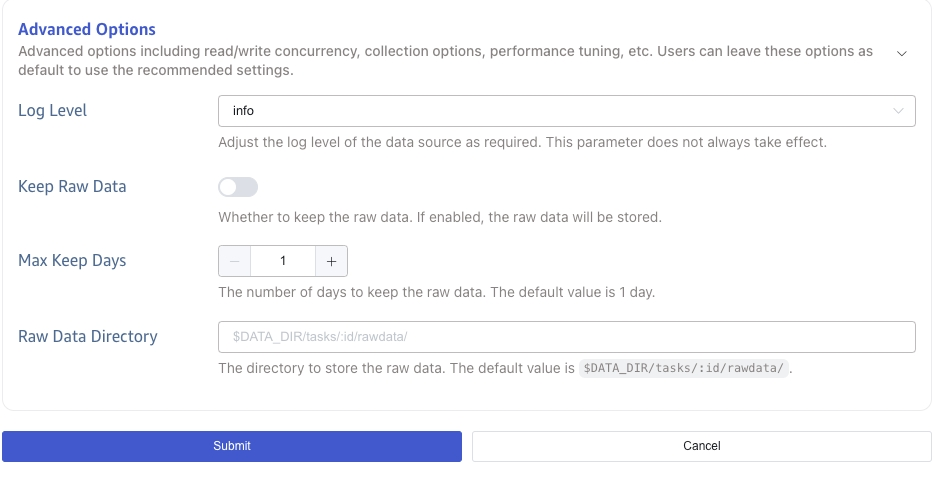 Advanced Options
Advanced options including read/write concurrency, collection options, performance tuning, etc. Users can leave these options as
default to use the recommended settings.
Log Level
info
Adjust the log level of the data source as required. This parameter does not always take effect.
Keep Raw Data
Whether to keep the raw data. If enabled, the raw data will be stored.
Max Keep Days
− 1 +
The number of days to keep the raw data. The default value is 1 day.
Raw Data Directory
$DATA_DIR/tasks/:id/rawdata/
The directory to store the raw data. The default value is $DATA_DIR/tasks/:id/rawdata/.
Submit
Cancel